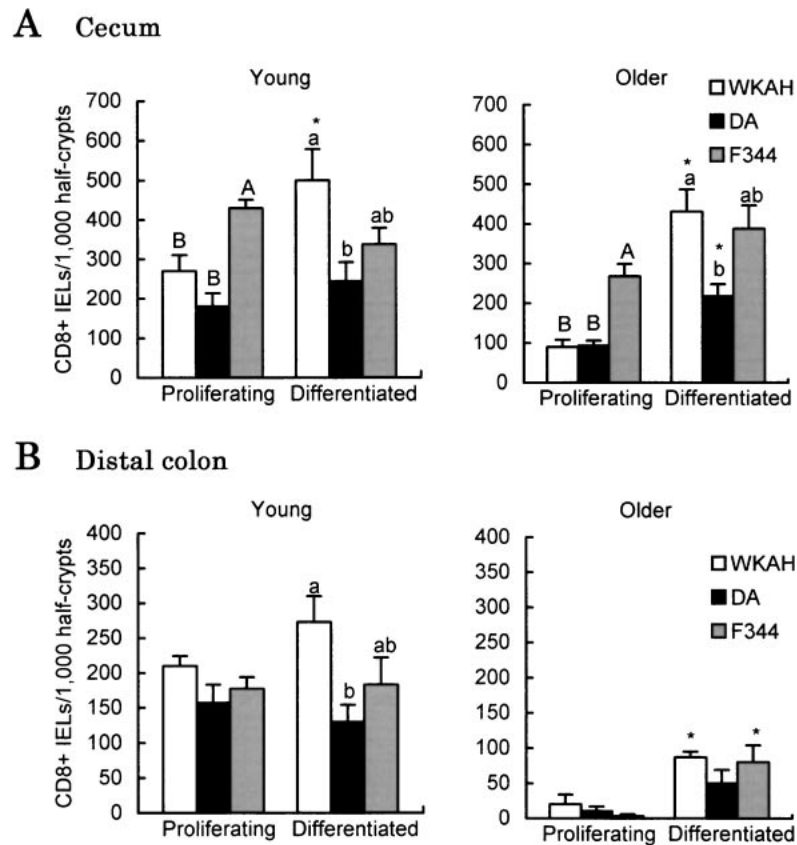 A Cecum
Young
Older
CD8+ IELs/1,000 half-crypts
700
600
500
400
300
200
100
0
B
B
A
*
a
b
ab
Proliferating
Differentiated
700
600
500
400
300
200
100
0
WKAH
DA
F344
B
B
A
*
a
*
b
ab
Proliferating
Differentiated
B Distal colon
Young
Older
CD8+ IELs/1,000 half-crypts
400
350
300
250
200
150
100
50
0
a
b
ab
Proliferating
Differentiated
400
350
300
250
200
150
100
50
0
WKAH
DA
F344
*
*
Proliferating
Differentiated